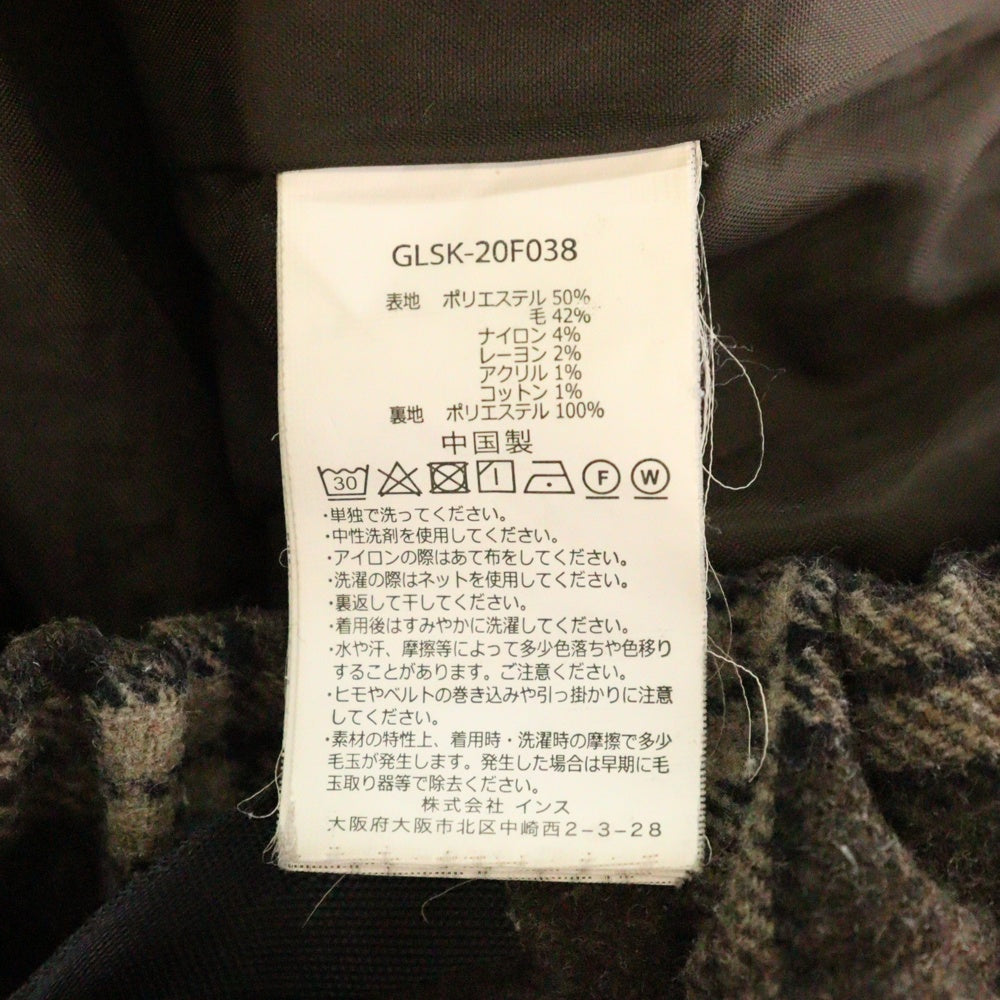 GLSK-20F038
表地 ポリエステル 50%
毛 42%
ナイロン 4%
レーヨン 2%
アクリル 1%
コットン 1%
裏地 ポリエステル 100%
中国製
30 F W
・単独で洗ってください。
・中性洗剤を使用してください。
・アイロンの際はあて布をしてください。
・洗濯の際はネットを使用してください。
・裏返して干してください。
・着用後はすみやかに洗濯してください。
・水や汗、摩擦等によって多少色落ちや色移り
することがあります。ご注意ください。
・ヒモやベルトの巻き込みや引っ掛かりに注意
してください。
・素材の特性上、着用時・洗濯時の摩擦で多少
毛玉が発生します。発生した場合は早期に毛
玉取り器等で除去ください。
株式会社 インス
大阪府大阪市北区中崎西2-3-28